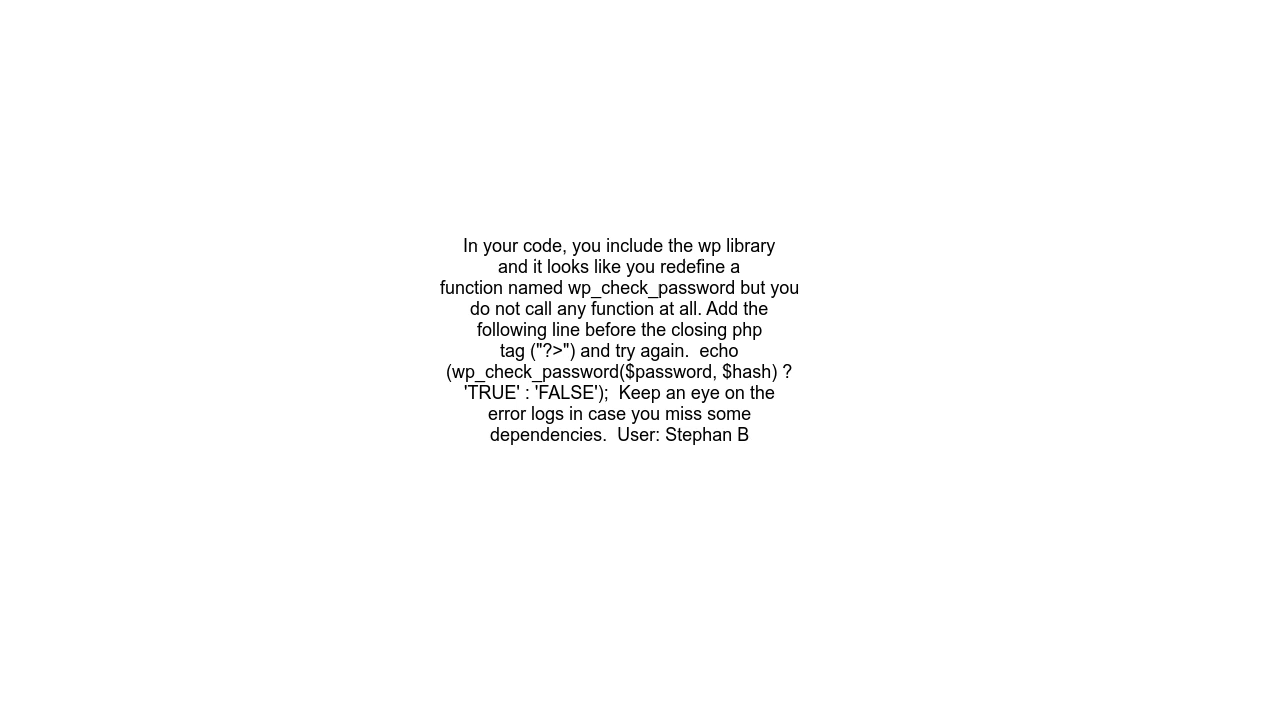 In your code, you include the wp library
and it looks like you redefine a
function named wp_check_password but you
do not call any function at all. Add the
following line before the closing php
tag ("?>") and try again.  echo
(wp_check_password($password, $hash) ?
'TRUE' : 'FALSE');  Keep an eye on the
error logs in case you miss some
dependencies.  User: Stephan B